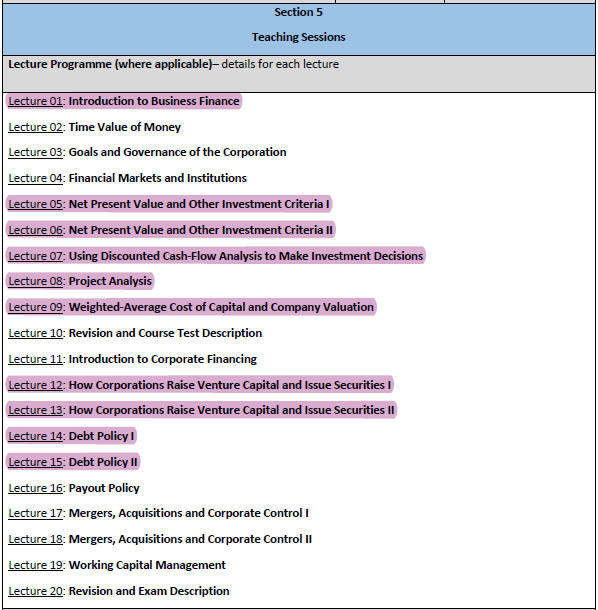 Section 5
Teaching Sessions
Lecture Programme (where applicable)– details for each lecture
Lecture 01: Introduction to Business Finance
Lecture 02: Time Value of Money
Lecture 03: Goals and Governance of the Corporation
Lecture 04: Financial Markets and Institutions
Lecture 05: Net Present Value and Other Investment Criteria I
Lecture 06: Net Present Value and Other Investment Criteria II
Lecture 07: Using Discounted Cash-Flow Analysis to Make Investment Decisions
Lecture 08: Project Analysis
Lecture 09: Weighted-Average Cost of Capital and Company Valuation
Lecture 10: Revision and Course Test Description
Lecture 11: Introduction to Corporate Financing
Lecture 12: How Corporations Raise Venture Capital and Issue Securities I
Lecture 13: How Corporations Raise Venture Capital and Issue Securities II
Lecture 14: Debt Policy I
Lecture 15: Debt Policy II
Lecture 16: Payout Policy
Lecture 17: Mergers, Acquisitions and Corporate Control I
Lecture 18: Mergers, Acquisitions and Corporate Control II
Lecture 19: Working Capital Management
Lecture 20: Revision and Exam Description